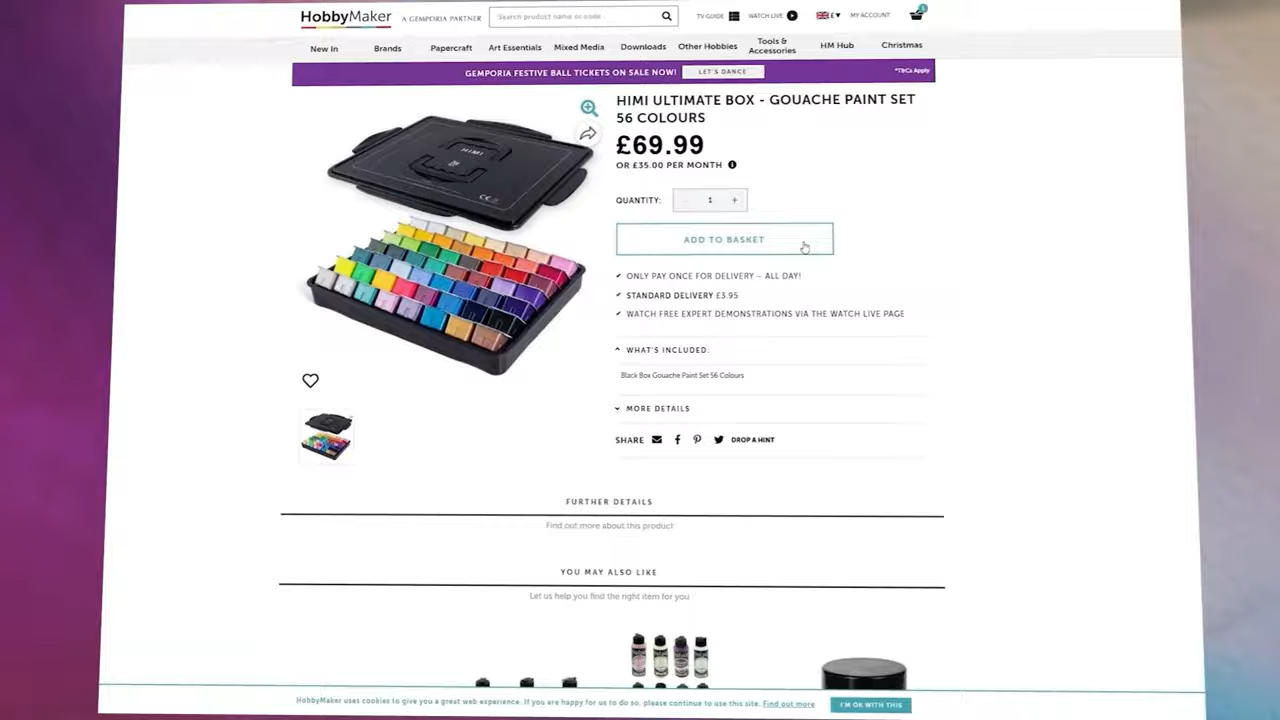 HobbyMaker
A GEMPORIA PARTNER
Search product name or code
TV GUIDE
WATCH LIVE
£
MY ACCOUNT
1
New In
Brands
Papercraft
Art Essentials
Mixed Media
Downloads
Other Hobbies
Tools &
Accessories
HM Hub
Christmas
GEMPORIA FESTIVE BALL TICKETS ON SALE NOW!
LET'S DANCE
*T&Cs Apply
HIMI ULTIMATE BOX - GOUACHE PAINT SET
56 COLOURS
£69.99
OR £35.00 PER MONTH
QUANTITY:
- 1 +
ADD TO BASKET
ONLY PAY ONCE FOR DELIVERY – ALL DAY!
STANDARD DELIVERY £3.95
WATCH FREE EXPERT DEMONSTRATIONS VIA THE WATCH LIVE PAGE
WHAT'S INCLUDED:
Black Box Gouache Paint Set 56 Colours
MORE DETAILS
SHARE
DROP A HINT
HIMI
CE
FURTHER DETAILS
Find out more about this product
YOU MAY ALSO LIKE
Let us help you find the right item for you
HobbyMaker uses cookies to give you a great web experience. If you are happy for us to do so, please continue to use this site. Find out more
I'M OK WITH THIS